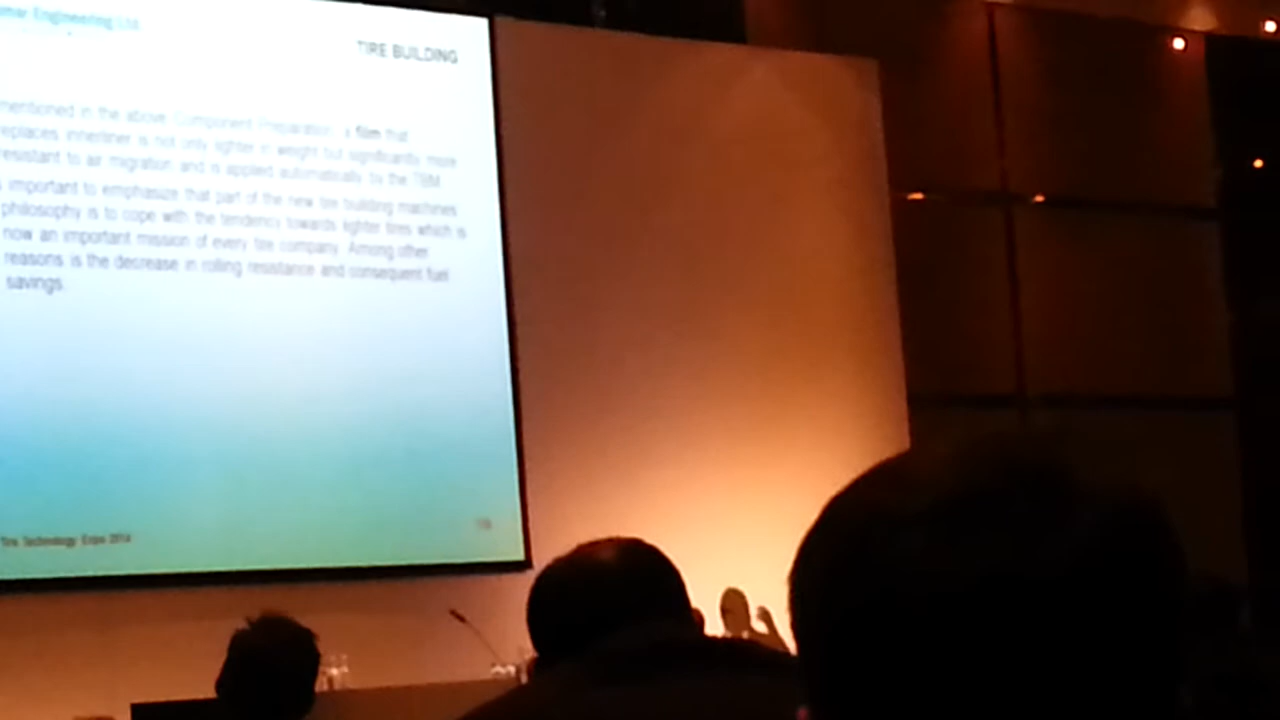 Engineering Ltd.
TIRE BUILDING
mentioned in the above Component Preparation, a film that
replaces innerliner is not only lighter in weight but significantly more
resistant to air migration and is applied automatically by the TBM.
important to emphasize that part of the new tire building machines
philosophy is to cope with the tendency towards lighter tires which is
now an important mission of every tire company. Among other
reasons is the decrease in rolling resistance and consequent fuel
savings.
Tire Technology Expo 2014